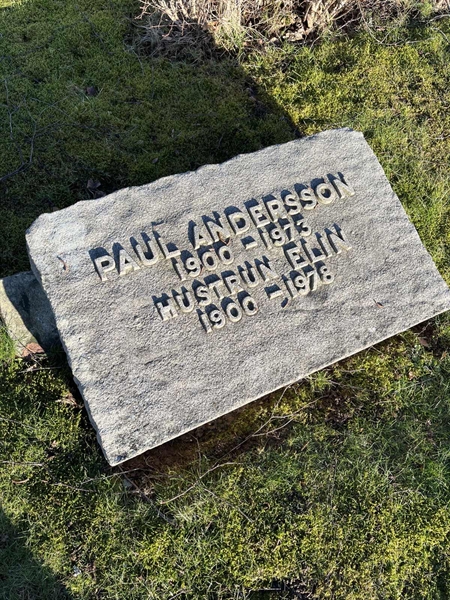 PAUL ANDERSSON
1900 - 1973
HUSTRUN ELIN
1900 - 1978